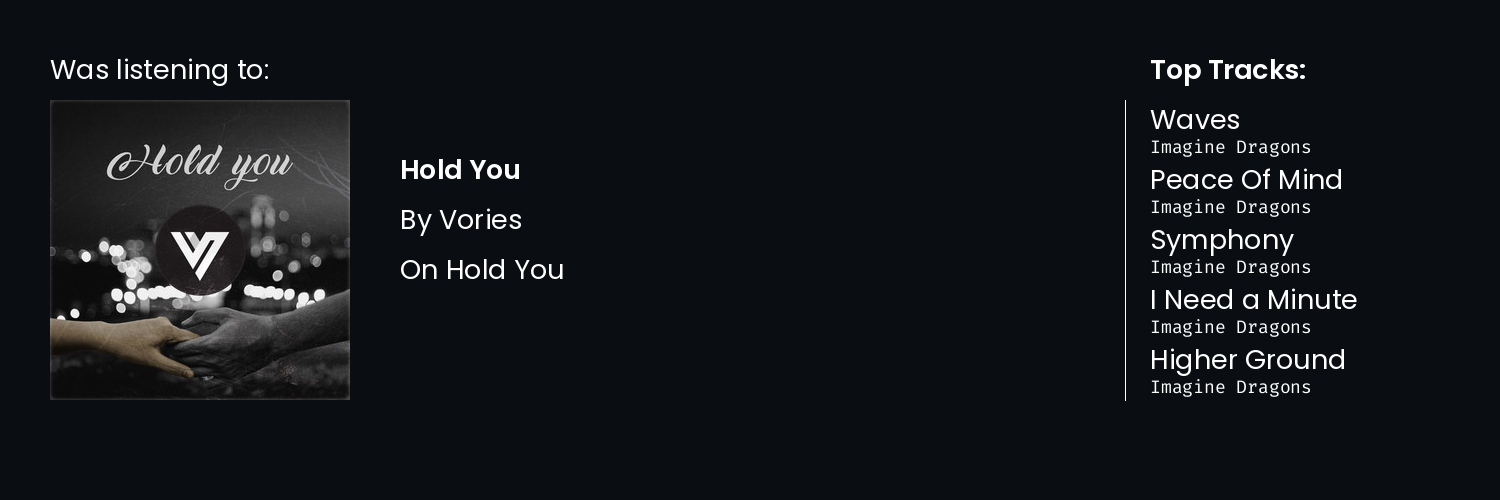 Was listening to:
Hold you
Hold You
By Vories
On Hold You
Top Tracks:
Waves
Imagine Dragons
Peace Of Mind
Imagine Dragons
Symphony
Imagine Dragons
I Need a Minute
Imagine Dragons
Higher Ground
Imagine Dragons